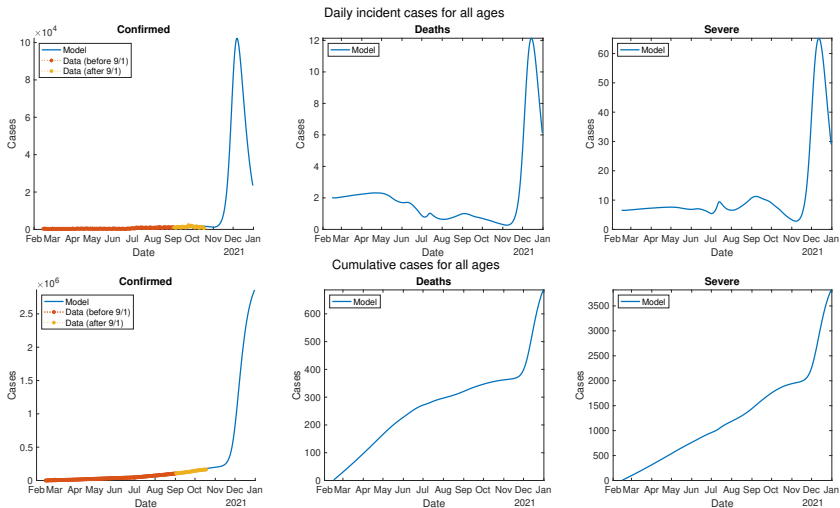 Daily incident cases for all ages
Confirmed
×10^4
10
8
6
4
2
0
Cases
Model
Data (before 9/1)
Data (after 9/1)
Feb Mar Apr May Jun Jul Aug Sep Oct Nov Dec Jan
Date
2021
Deaths
12
10
8
6
4
2
0
Cases
Model
Feb Mar Apr May Jun Jul Aug Sep Oct Nov Dec Jan
Date
2021
Severe
60
50
40
30
20
10
0
Cases
Model
Feb Mar Apr May Jun Jul Aug Sep Oct Nov Dec Jan
Date
2021
Cumulative cases for all ages
Confirmed
×10^6
2.5
2
1.5
1
0.5
0
Cases
Model
Data (before 9/1)
Data (after 9/1)
Feb Mar Apr May Jun Jul Aug Sep Oct Nov Dec Jan
Date
2021
Deaths
600
500
400
300
200
100
0
Cases
Model
Feb Mar Apr May Jun Jul Aug Sep Oct Nov Dec Jan
Date
2021
Severe
3500
3000
2500
2000
1500
1000
500
0
Cases
Model
Feb Mar Apr May Jun Jul Aug Sep Oct Nov Dec Jan
Date
2021